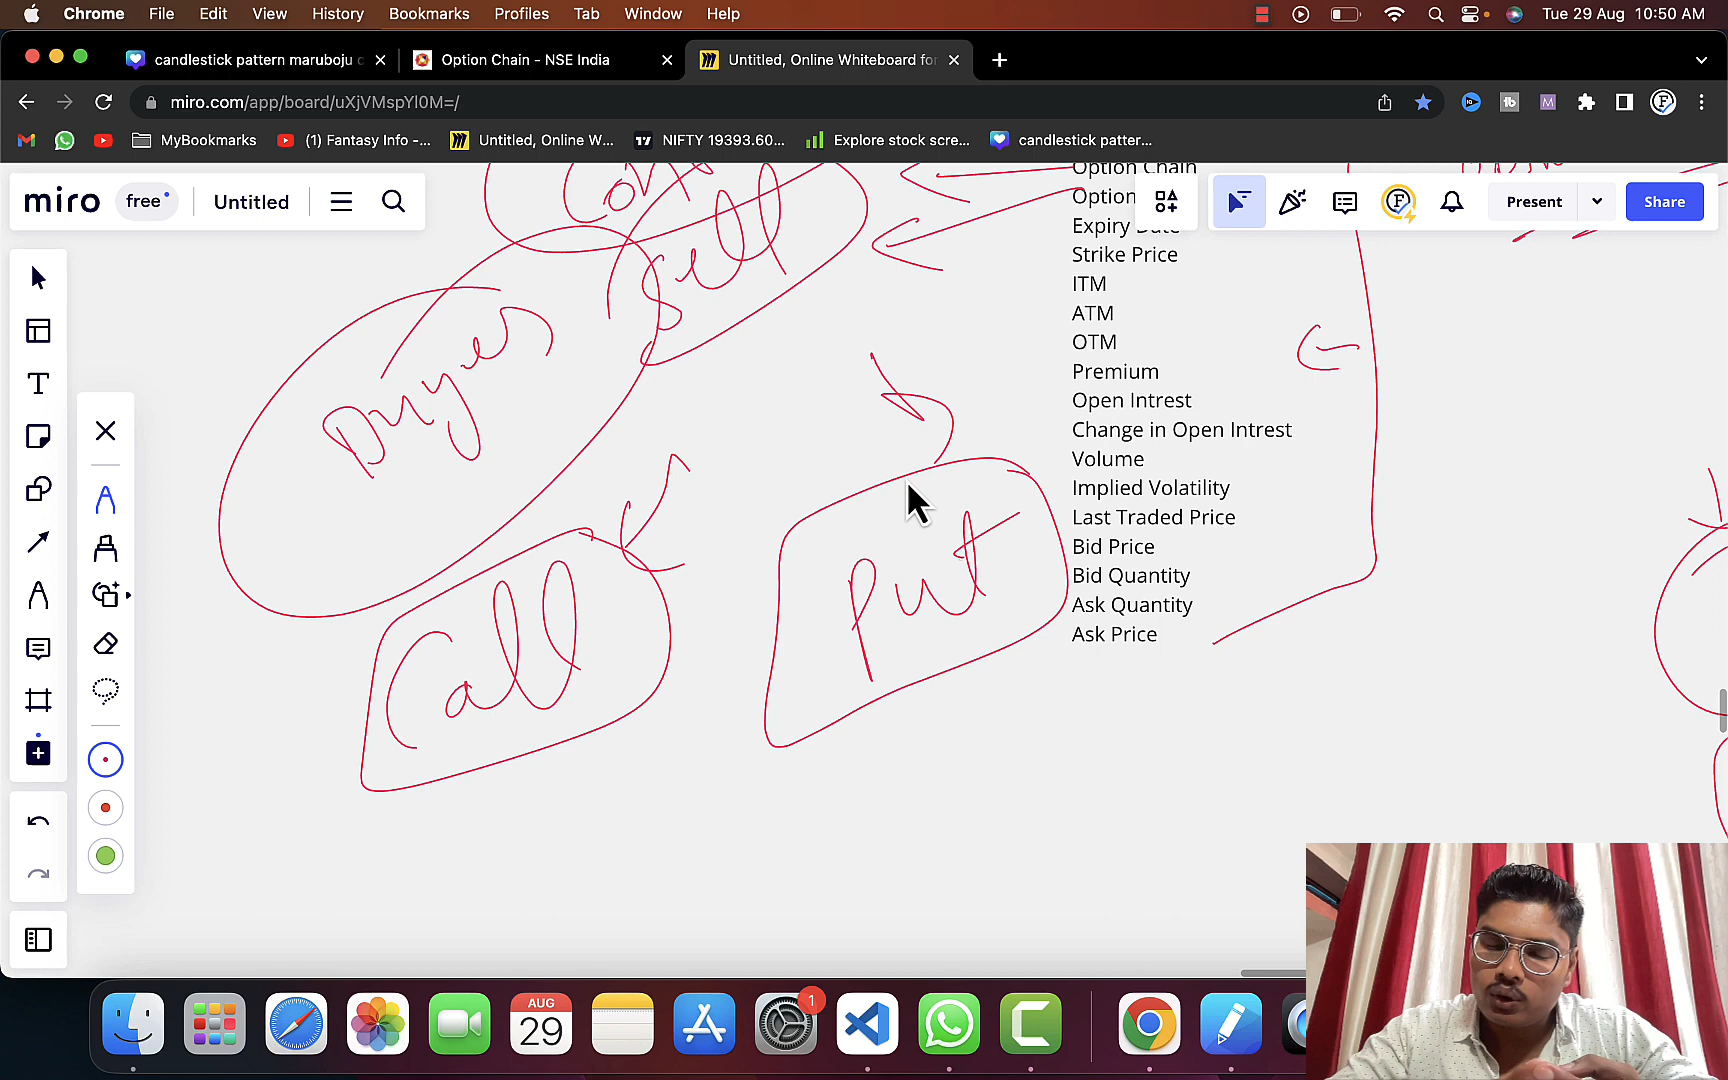 Chrome File Edit View History Bookmarks Profiles Tab Window Help Tue 29 Aug 10:50 AM
candlestick pattern maruboju c Option Chain - NSE India Untitled, Online Whiteboard for
miro.com/app/board/uXjVMspYI0M=/
MyBookmarks (1) Fantasy Info -... Untitled, Online W... NIFTY 19393.60... Explore stock scre... candlestick patter...
miro free Untitled Present Share
Option Chain
Option
Expiry Date
Strike Price
ITM
ATM
OTM
Premium
Open Intrest
Change in Open Intrest
Volume
Implied Volatility
Last Traded Price
Bid Price
Bid Quantity
Ask Quantity
Ask Price
Sell
Put
Call
AUG
29
1